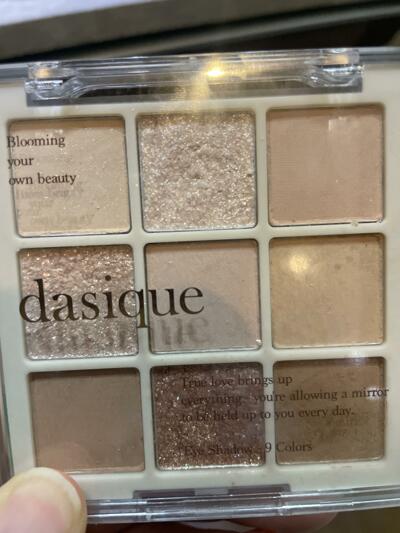 Blooming
your
own beauty
dasique
True love brings up
everything - you're allowing a mirror
to be held up to you every day.
Eye Shadow - 9 Colors